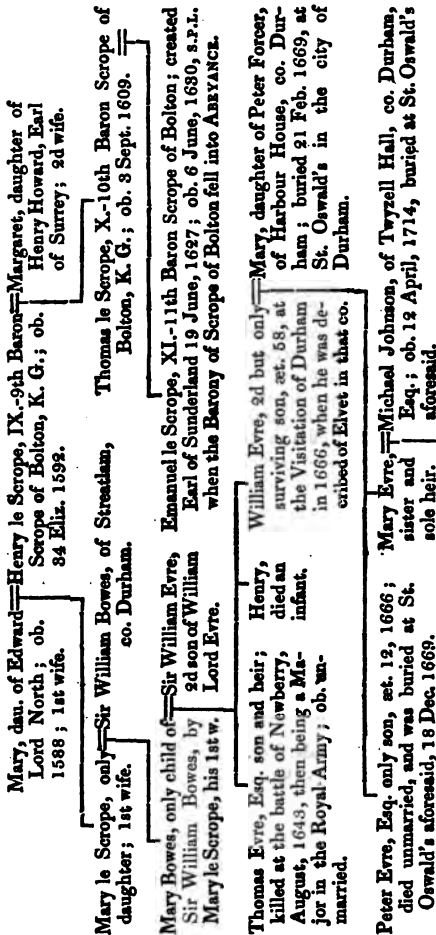 Mary, dau. of Edward═Henry le Scrope, IX.-9th Baron═Margaret, daughter of
Lord North; ob.
1588; 1st wife.
Scrope of Bolton, K. G.; ob.
34 Eliz. 1592.
Henry Howard, Earl
of Surrey; 2d wife.
Mary le Scrope, only═Sir William Bowes, of Streatlam,
daughter; 1st wife.
co. Durham.
Thomas le Scrope, X.-10th Baron Scrope of
Bolton, K. G.; ob. 3 Sept. 1609.
Mary Bowes, only child of═Sir William Evre,
Sir William Bowes, by
Mary le Scrope, his 1st w.
2d son of William
Lord Evre.
Emanuel le Scrope, XI.-11th Baron Scrope of Bolton; created
Earl of Sunderland 19 June, 1627; ob. 6 June, 1630, S.P.L.
when the Barony of Scrope of Bolton fell into ABEYANCE.
Thomas Evre, Esq. son and heir;
killed at the battle of Newberry,
August, 1643, then being a Ma-
jor in the Royal Army; ob. un-
married.
Henry,
died an
infant.
William Evre, 2d but only═Mary, daughter of Peter Forcer,
surviving son, æt. 58, at
the Visitation of Durham
in 1666, when he was de-
scribed of Elvet in that co.
of Harbour House, co. Dur-
ham; buried 21 Feb. 1669, at
St. Oswald's in the city of
Durham.
Peter Evre, Esq. only son, æt. 12, 1666;
died unmarried, and was buried at St.
Oswald's aforesaid, 18 Dec. 1669.
Mary Evre,═Michael Johnson, of Twyzell Hall, co. Durham,
sister and
sole heir.
Esq.; ob. 12 April, 1714, buried at St. Oswald's
aforesaid.